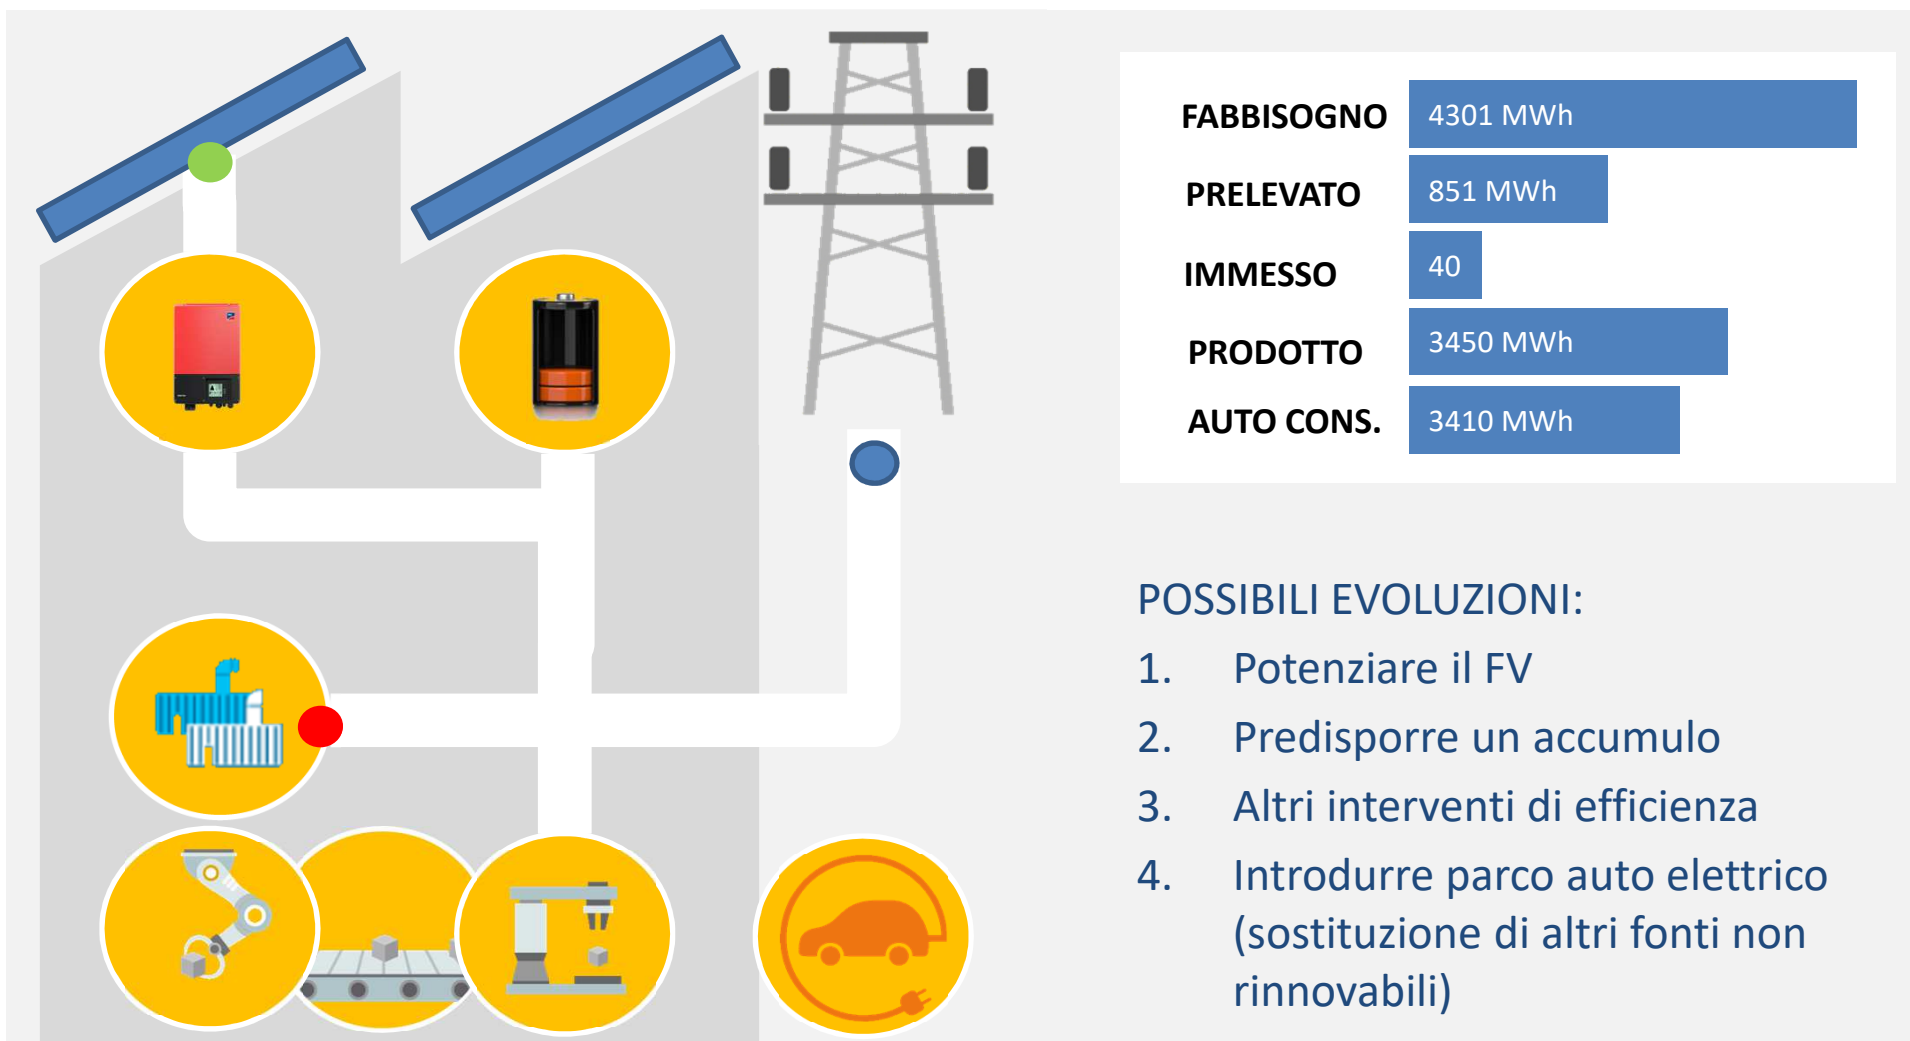 FABBISOGNO 4301 MWh
PRELEVATO 851 MWh
IMMESSO 40
PRODOTTO 3450 MWh
AUTO CONS. 3410 MWh
POSSIBILI EVOLUZIONI:
1. Potenziare il FV
2. Predisporre un accumulo
3. Altri interventi di efficienza
4. Introdurre parco auto elettrico
(sostituzione di altri fonti non
rinnovabili)